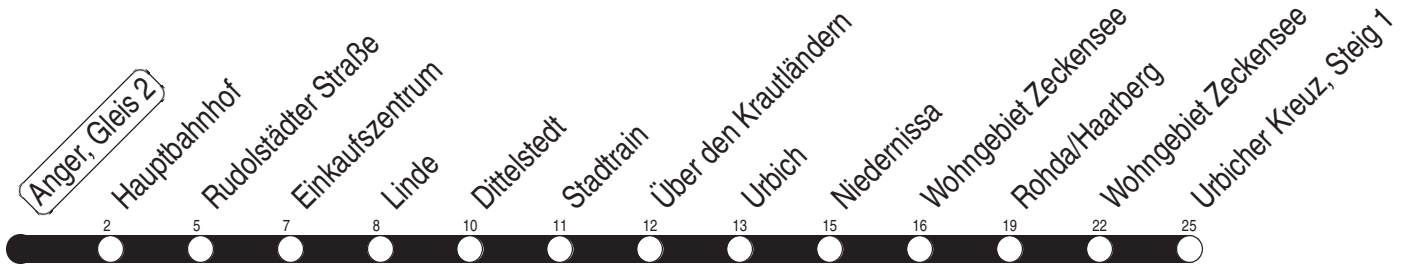 Anger, Gleis 2
Hauptbahnhof
Rudolstädter Straße
Einkaufszentrum
Linde
Dittelstedt
Stadtrain
Über den Krautländern
Urbich
Niedernissa
Wohngebiet Zeckensee
Rohda/Haarberg
Wohngebiet Zeckensee
Urbicher Kreuz, Steig 1
2 5 7 8 10 11 12 13 15 16 19 22 25